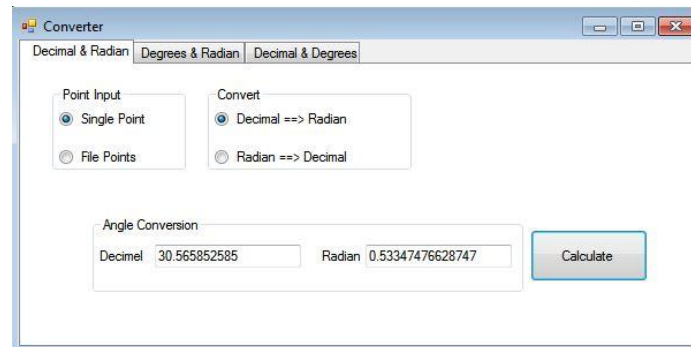 Converter
Decimal & Radian Degrees & Radian Decimal & Degrees
Point Input Convert
Single Point Decimal ==> Radian
File Points Radian ==> Decimal
Angle Conversion
Decimel 30.565852585 Radian 0.53347476628747 Calculate